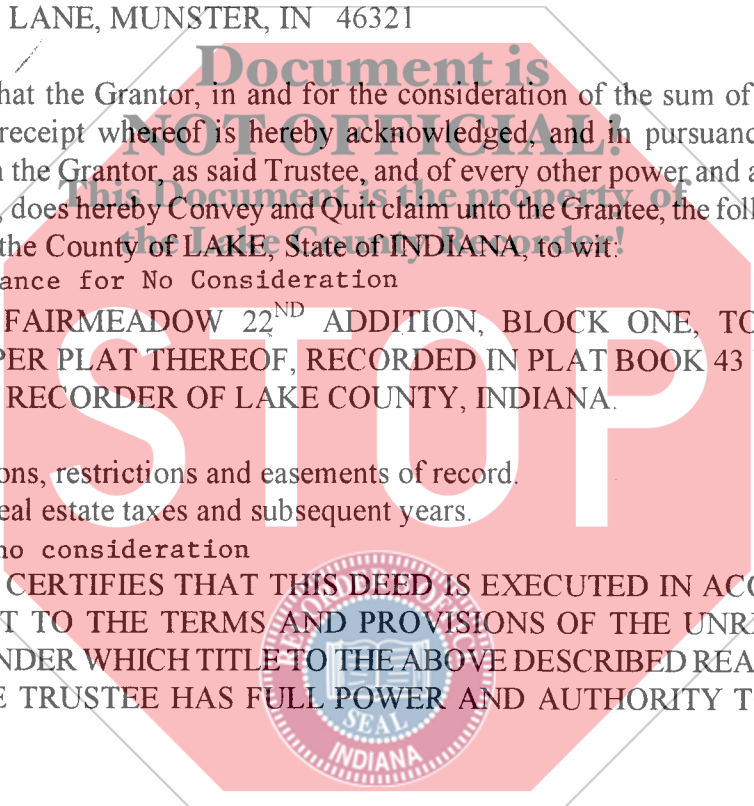 LANE, MUNSTER, IN 46321
Document is
hat the Grantor, in and for the consideration of the sum of
NOT OFFICIAL!
receipt whereof is hereby acknowledged, and in pursuanc
the Grantor, as said Trustee, and of every other power and a
This Document is the property of
, does hereby Convey and Quit claim unto the Grantee, the foll
the Lake County Recorder!
the County of LAKE, State of INDIANA, to wit:
ance for No Consideration
FAIRMEADOW 22ND ADDITION, BLOCK ONE, TO
PER PLAT THEREOF, RECORDED IN PLAT BOOK 43
RECORDER OF LAKE COUNTY, INDIANA.
STOP
ons, restrictions and easements of record.
eal estate taxes and subsequent years.
no consideration
CERTIFIES THAT THIS DEED IS EXECUTED IN ACC
T TO THE TERMS AND PROVISIONS OF THE UNR
NDER WHICH TITLE TO THE ABOVE DESCRIBED REA
E TRUSTEE HAS FULL POWER AND AUTHORITY T
SEAL
INDIANA